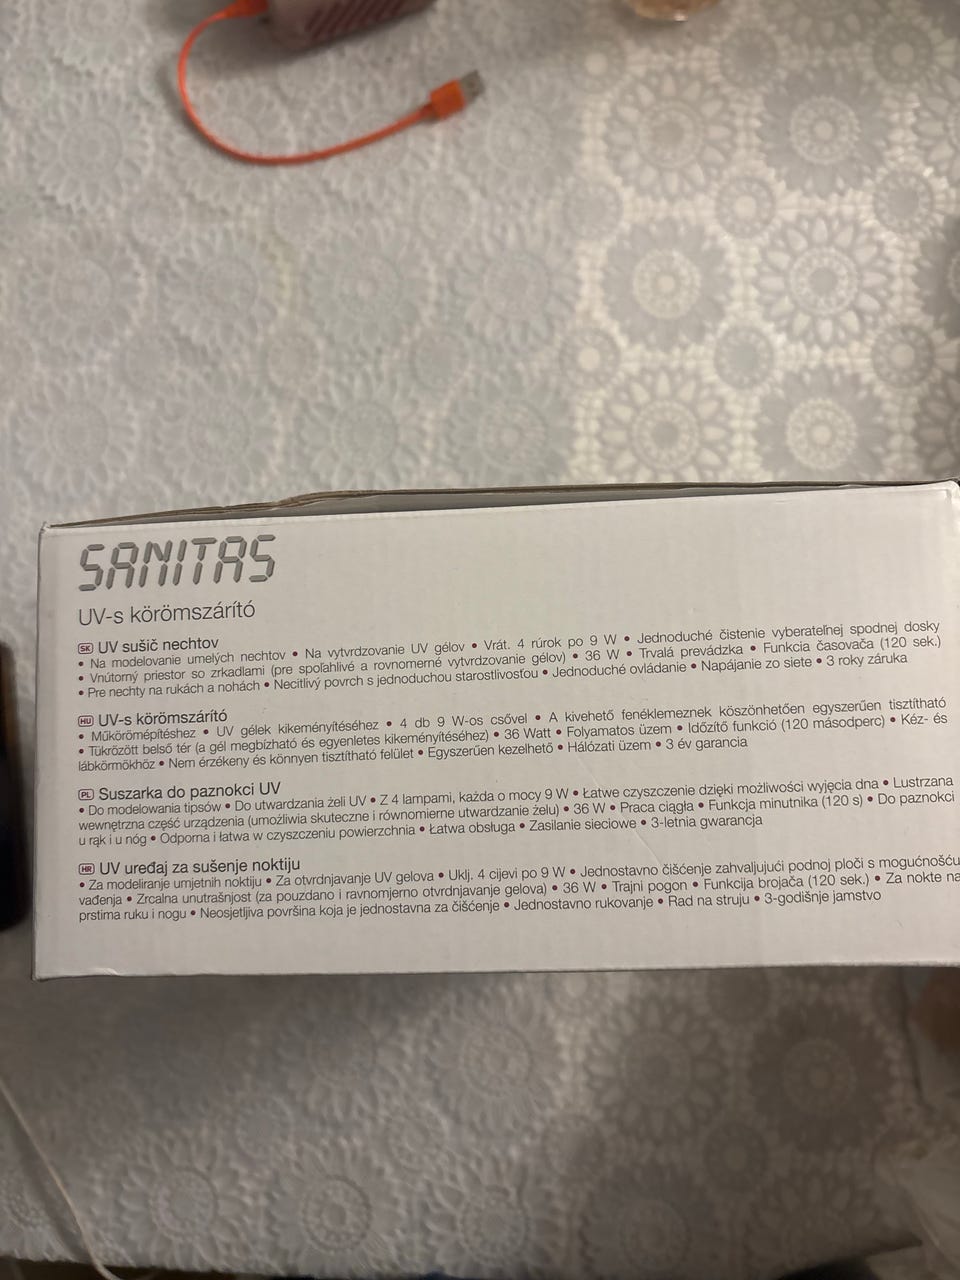 SANITAS
UV-s körömszárító
SK UV sušič nechtov
• Na modelovanie umelých nechtov • Na vytvrdzovanie UV gélov • Vrát. 4 rúrok po 9 W • Jednoduché čistenie vyberateľnej spodnej dosky
• Vnútorný priestor so zrkadlami (pre spoľahlivé a rovnomerné vytvrdzovanie gélov) • 36 W • Trvalá prevádzka • Funkcia časovača (120 sek.)
• Pre nechty na rukách a nohách • Necitlivý povrch s jednoduchou starostlivosťou • Jednoduché ovládanie • Napájanie zo siete • 3 roky záruka
HU UV-s körömszárító
• Műkörömépítéshez • UV gélek kikeményítéséhez • 4 db 9 W-os csővel • A kivehető fenéklemeznek köszönhetően egyszerűen tisztítható
• Tükrözött belső tér (a gél megbízható és egyenletes kikeményítéséhez) • 36 Watt • Folyamatos üzem • Időzítő funkció (120 másodperc) • Kéz- és
lábkörmökhöz • Nem érzékeny és könnyen tisztítható felület • Egyszerűen kezelhető • Hálózati üzem • 3 év garancia
PL Suszarka do paznokci UV
• Do modelowania tipsów • Do utwardzania żeli UV • Z 4 lampami, każda o mocy 9 W • Łatwe czyszczenie dzięki możliwości wyjęcia dna • Lustrzana
wewnętrzna część urządzenia (umożliwia skuteczne i równomierne utwardzanie żelu) • 36 W • Praca ciągła • Funkcja minutnika (120 s) • Do paznokci
u rąk i u nóg • Odporna i łatwa w czyszczeniu powierzchnia • Łatwa obsługa • Zasilanie sieciowe • 3-letnia gwarancja
HR UV uređaj za sušenje noktiju
• Za modeliranje umjetnih noktiju • Za otvrdnjavanje UV gelova • Uklj. 4 cijevi po 9 W • Jednostavno čišćenje zahvaljujući podnoj ploči s mogućnošću
vađenja • Zrcalna unutrašnjost (za pouzdano i ravnomjerno otvrdnjavanje gelova) • 36 W • Trajni pogon • Funkcija brojača (120 sek.) • Za nokte na
prstima ruku i nogu • Neosjetljiva površina koja je jednostavna za čišćenje • Jednostavno rukovanje • Rad na struju • 3-godišnje jamstvo